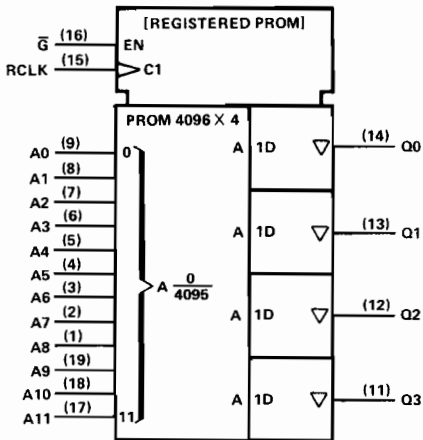 [REGISTERED PROM]
G̅ (16) EN
RCLK (15) C1
PROM 4096 X 4
A0 (9) 0 A 1D ▽ (14) Q0
A1 (8)
A2 (7)
A3 (6) A 1D ▽ (13) Q1
A4 (5)
A5 (4)
A 0/4095
A6 (3) A 1D ▽ (12) Q2
A7 (2)
A8 (1)
A9 (19)
A10 (18) A 1D ▽ (11) Q3
A11 (17) 11